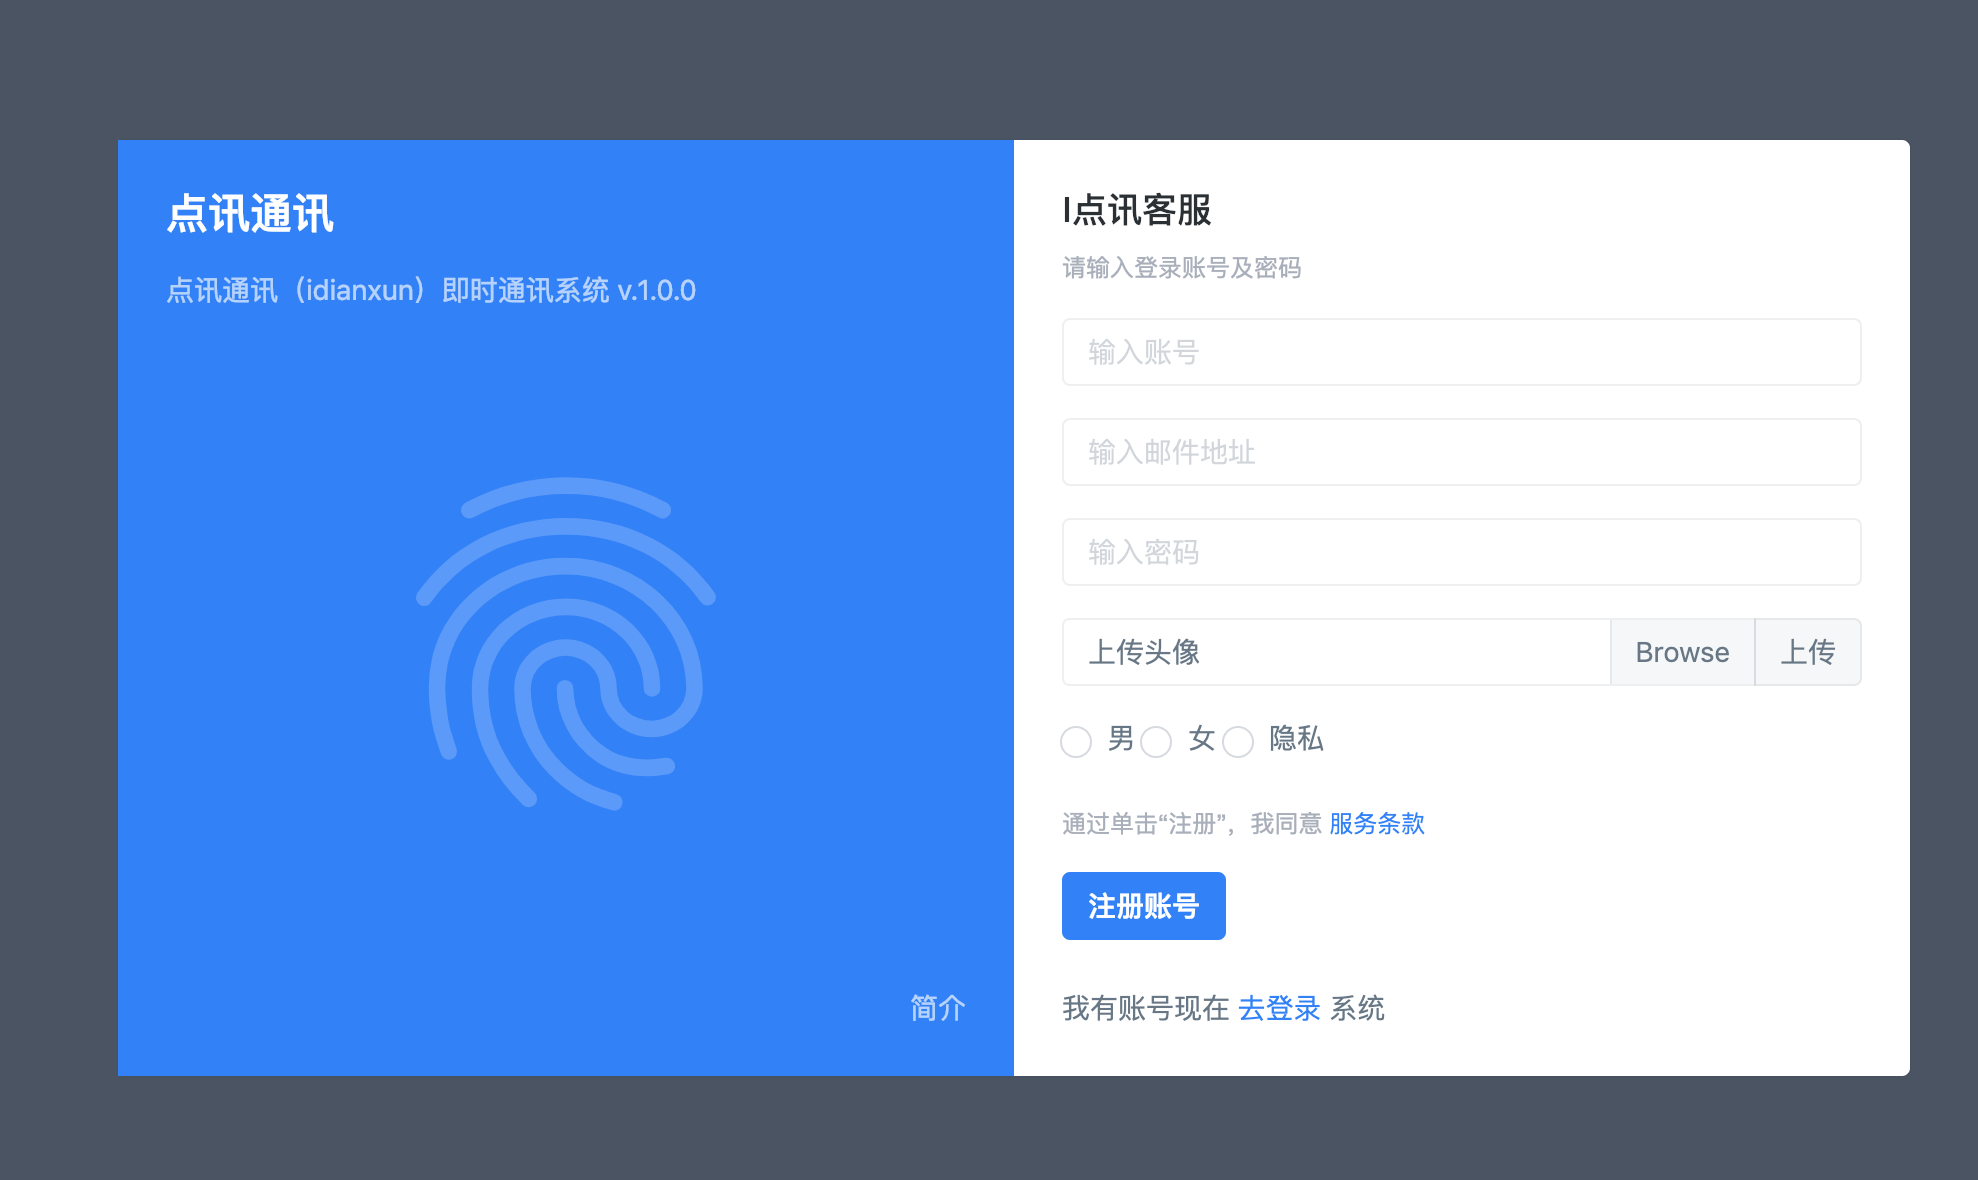 点讯通讯
点讯通讯（idianxun）即时通讯系统 v.1.0.0
简介
I点讯客服
请输入登录账号及密码
输入账号
输入邮件地址
输入密码
上传头像 Browse 上传
男 女 隐私
通过单击“注册”，我同意 服务条款
注册账号
我有账号现在 去登录 系统